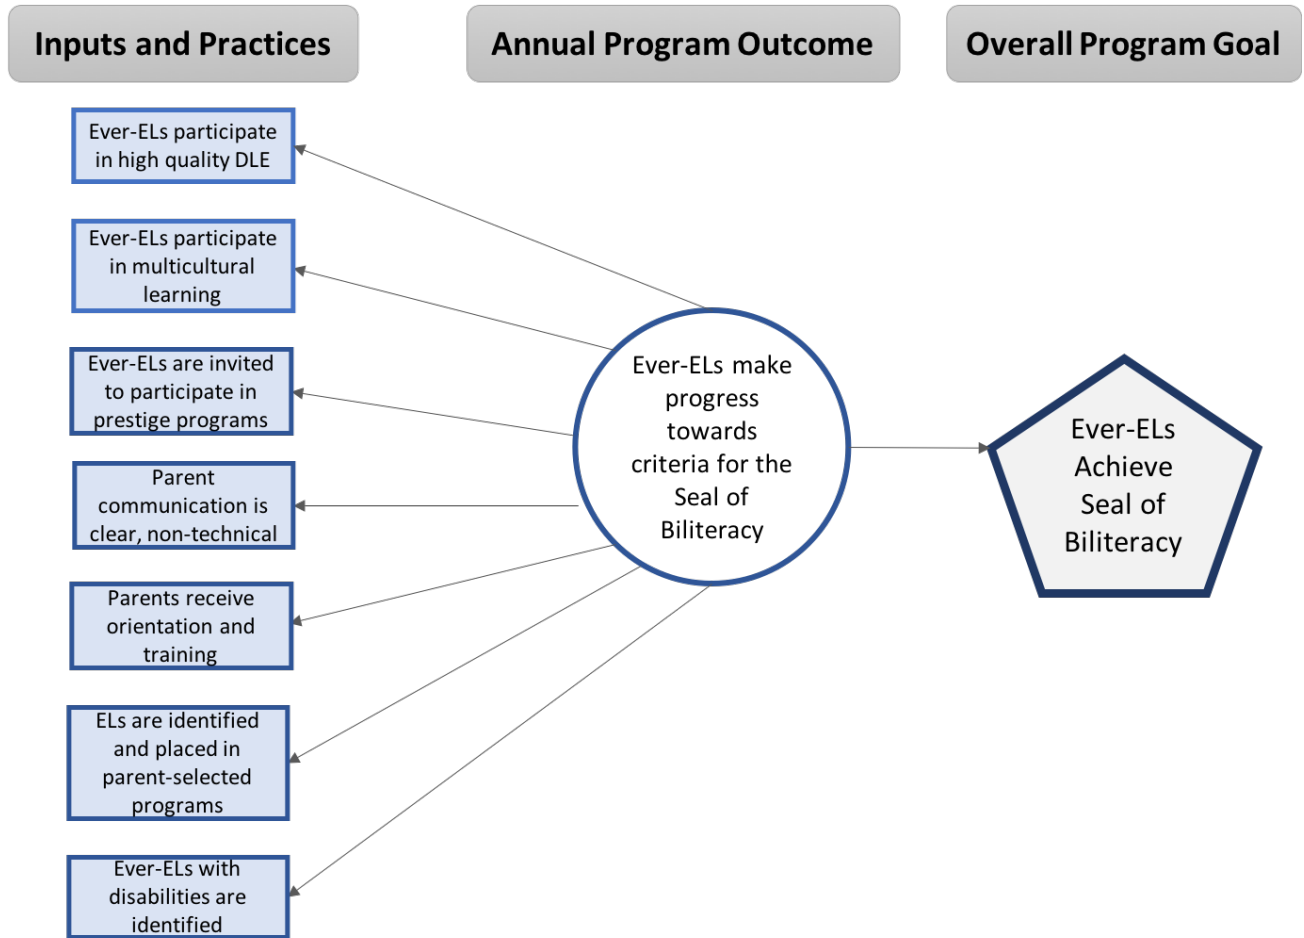 Inputs and Practices
Annual Program Outcome
Overall Program Goal
Ever-ELs participate
in high quality DLE
Ever-ELs participate
in multicultural
learning
Ever-ELs are invited
to participate in
prestige programs
Parent
communication is
clear, non-technical
Parents receive
orientation and
training
ELs are identified
and placed in
parent-selected
programs
Ever-ELs with
disabilities are
identified
Ever-ELs make
progress
towards
criteria for the
Seal of
Biliteracy
Ever-ELs
Achieve
Seal of
Biliteracy